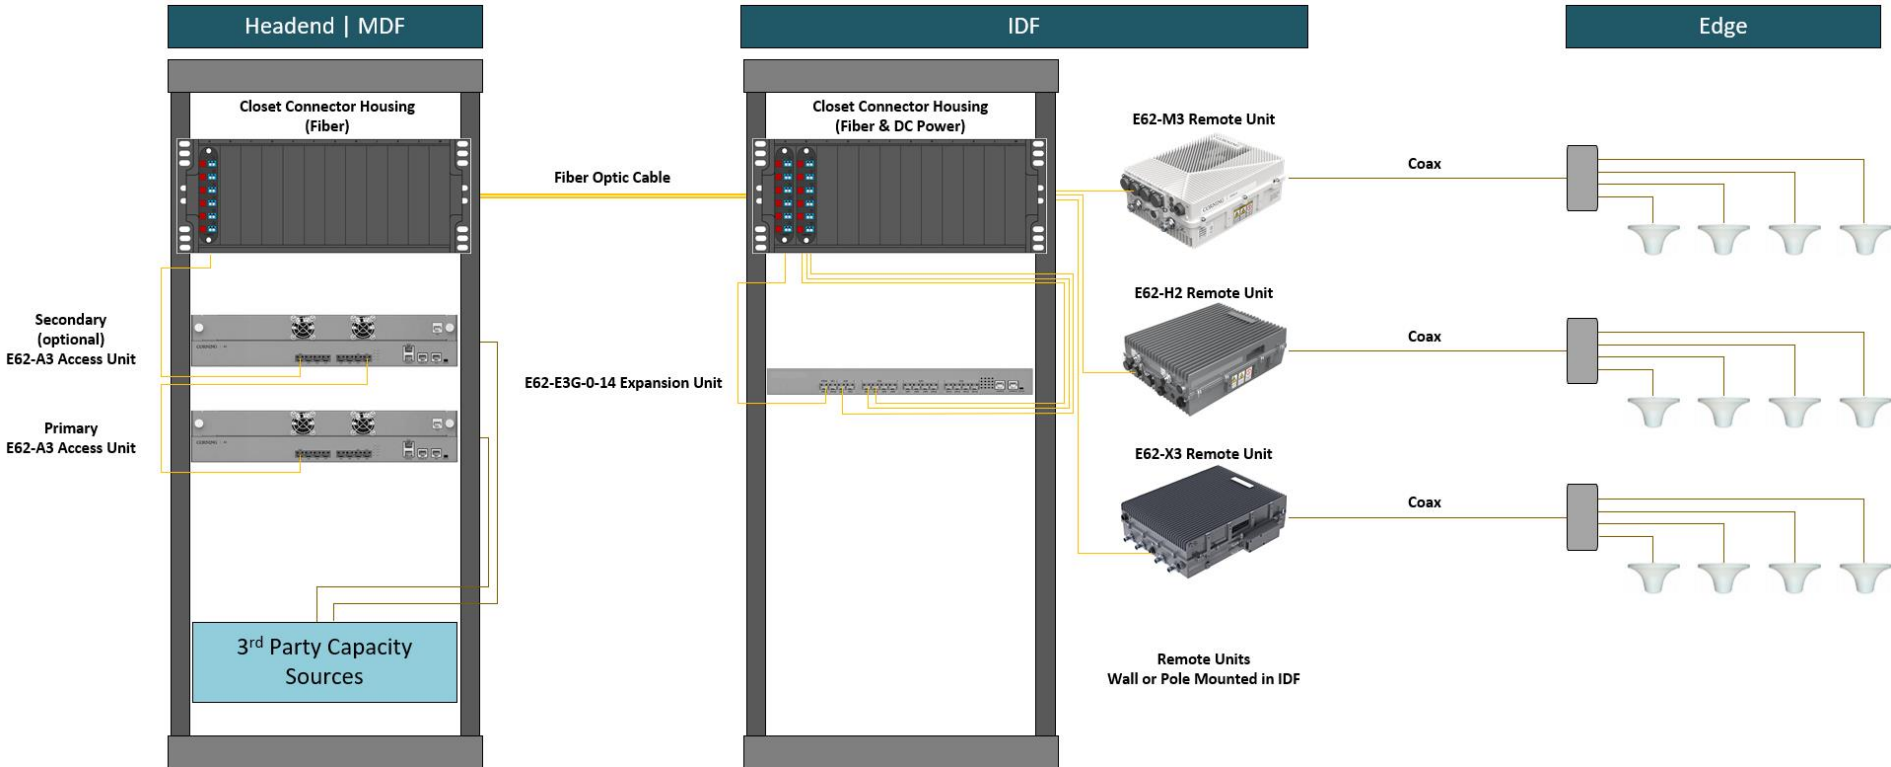 Headend | MDF
IDF
Edge
Closet Connector Housing
(Fiber)
Closet Connector Housing
(Fiber & DC Power)
E62-M3 Remote Unit
Fiber Optic Cable
Coax
Secondary
(optional)
E62-A3 Access Unit
E62-H2 Remote Unit
Coax
E62-E3G-0-14 Expansion Unit
Primary
E62-A3 Access Unit
E62-X3 Remote Unit
Coax
3rd Party Capacity
Sources
Remote Units
Wall or Pole Mounted in IDF
CORNING
CORNING
CORNING